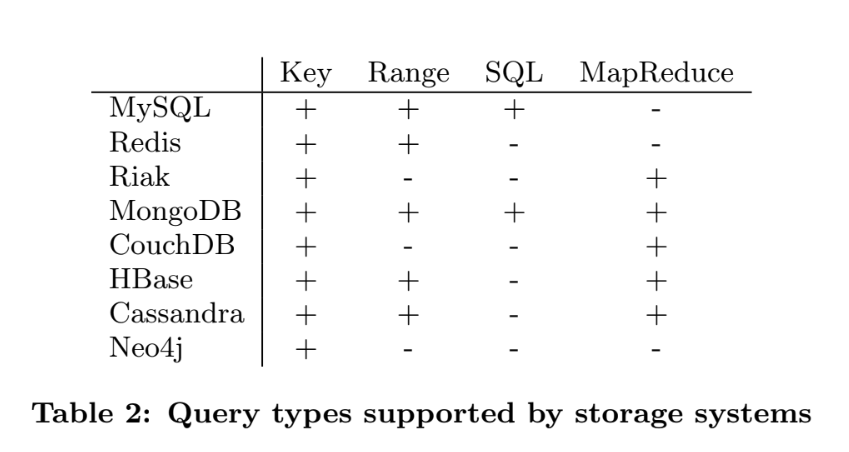 Key Range SQL MapReduce
MySQL + + + -
Redis + + - -
Riak + - - +
MongoDB + + + +
CouchDB + - - +
HBase + + - +
Cassandra + + - +
Neo4j + - - -
Table 2: Query types supported by storage systems